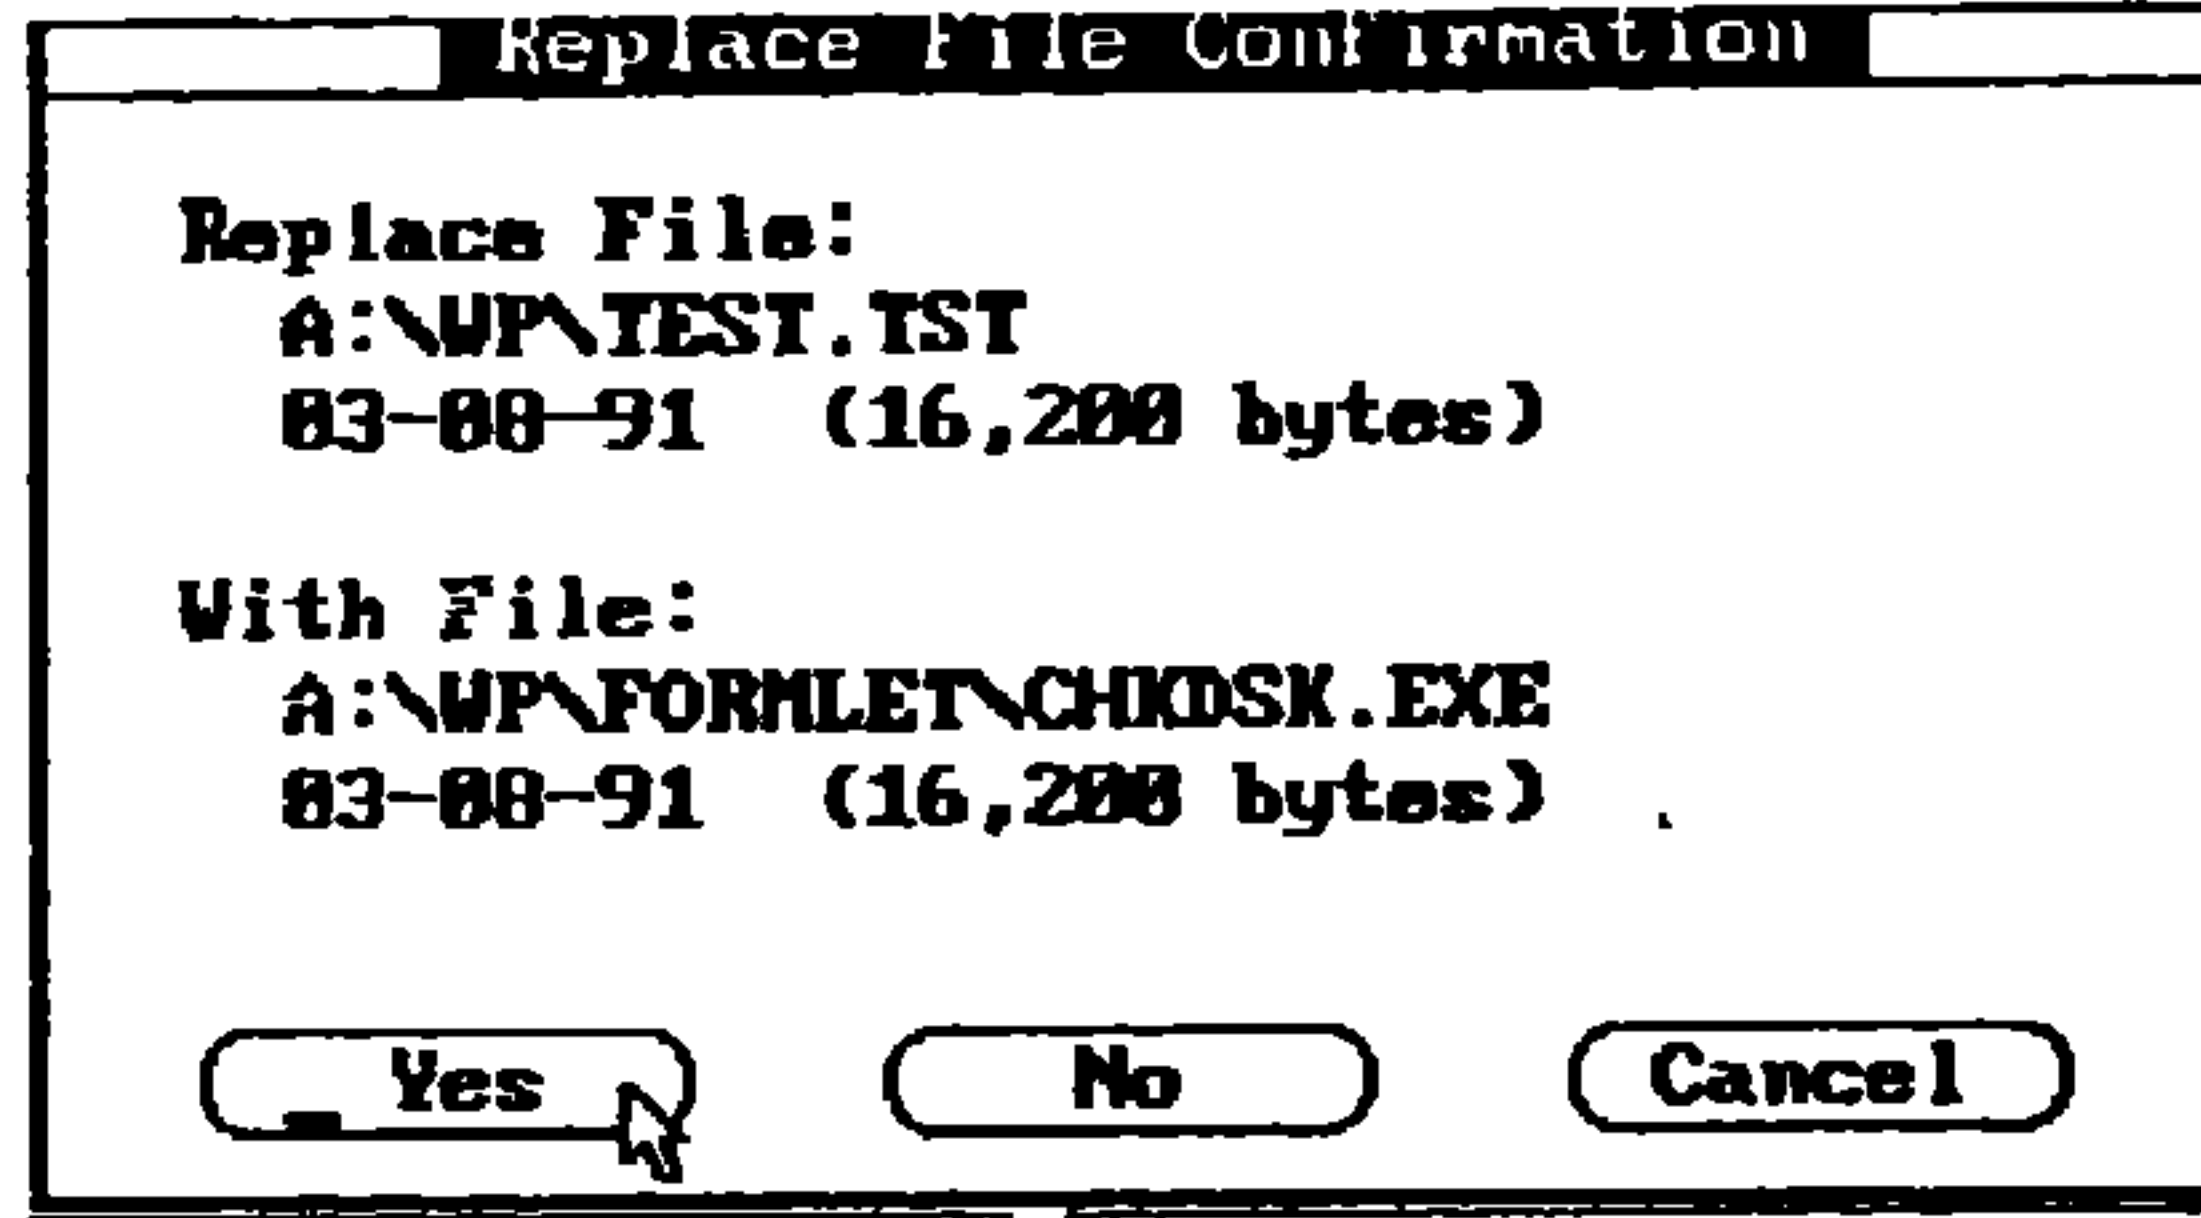 Replace File Confirmation
Replace File:
A:\WP\TEST.TST
03-08-91 (16,200 bytes)
With File:
A:\WP\FORMLET\CHKDSK.EXE
03-08-91 (16,200 bytes)
Yes
No
Cancel